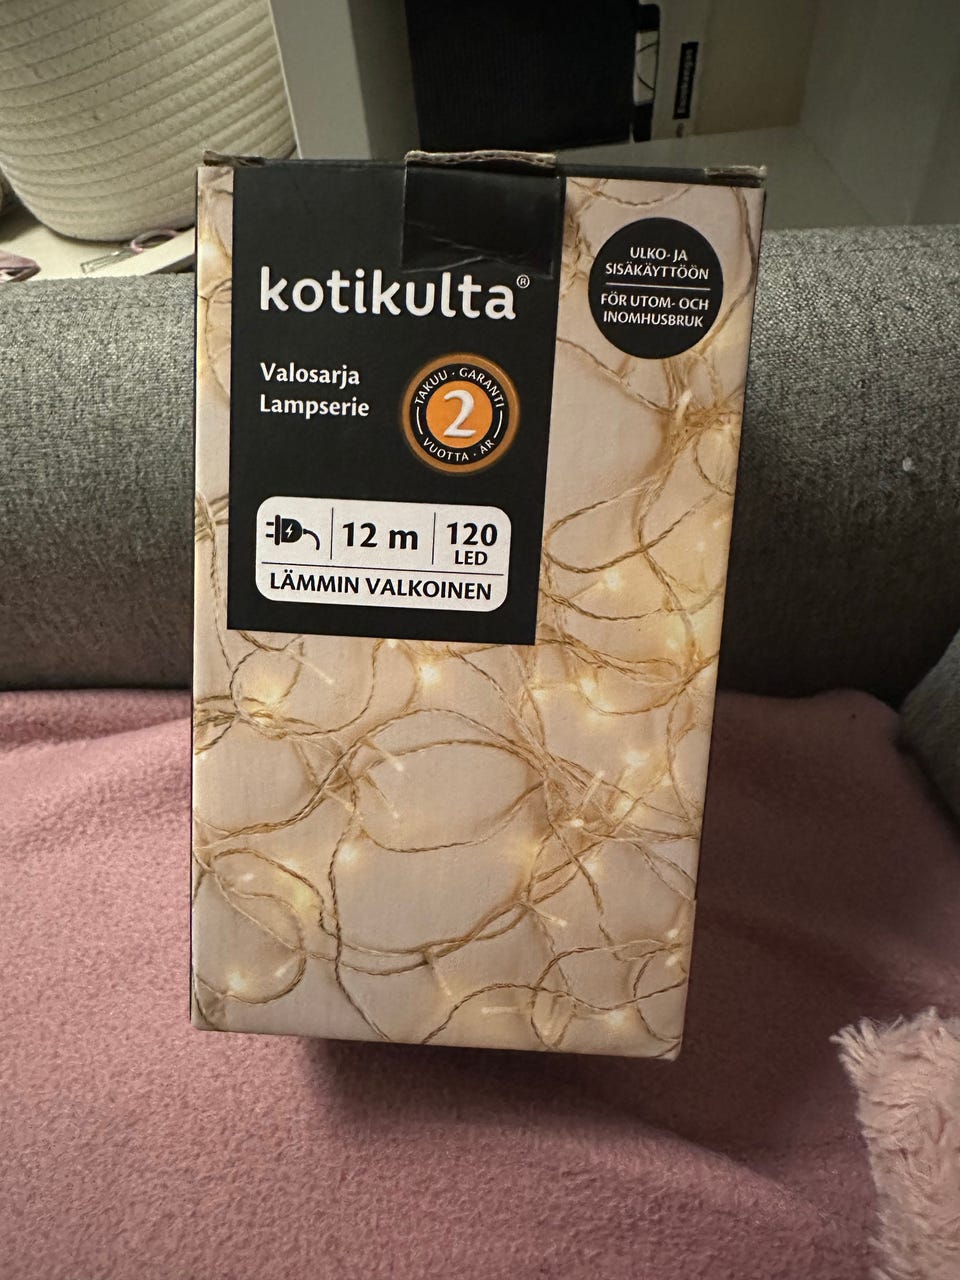 kotikulta®
Valosarja
Lampserie
TAKUU · GARANTI
2
VUOTTA · ÅR
12 m
120
LED
LÄMMIN VALKOINEN
ULKO- JA
SISÄKÄYTTÖÖN
FÖR UTOM- OCH
INOMHUSBRUK